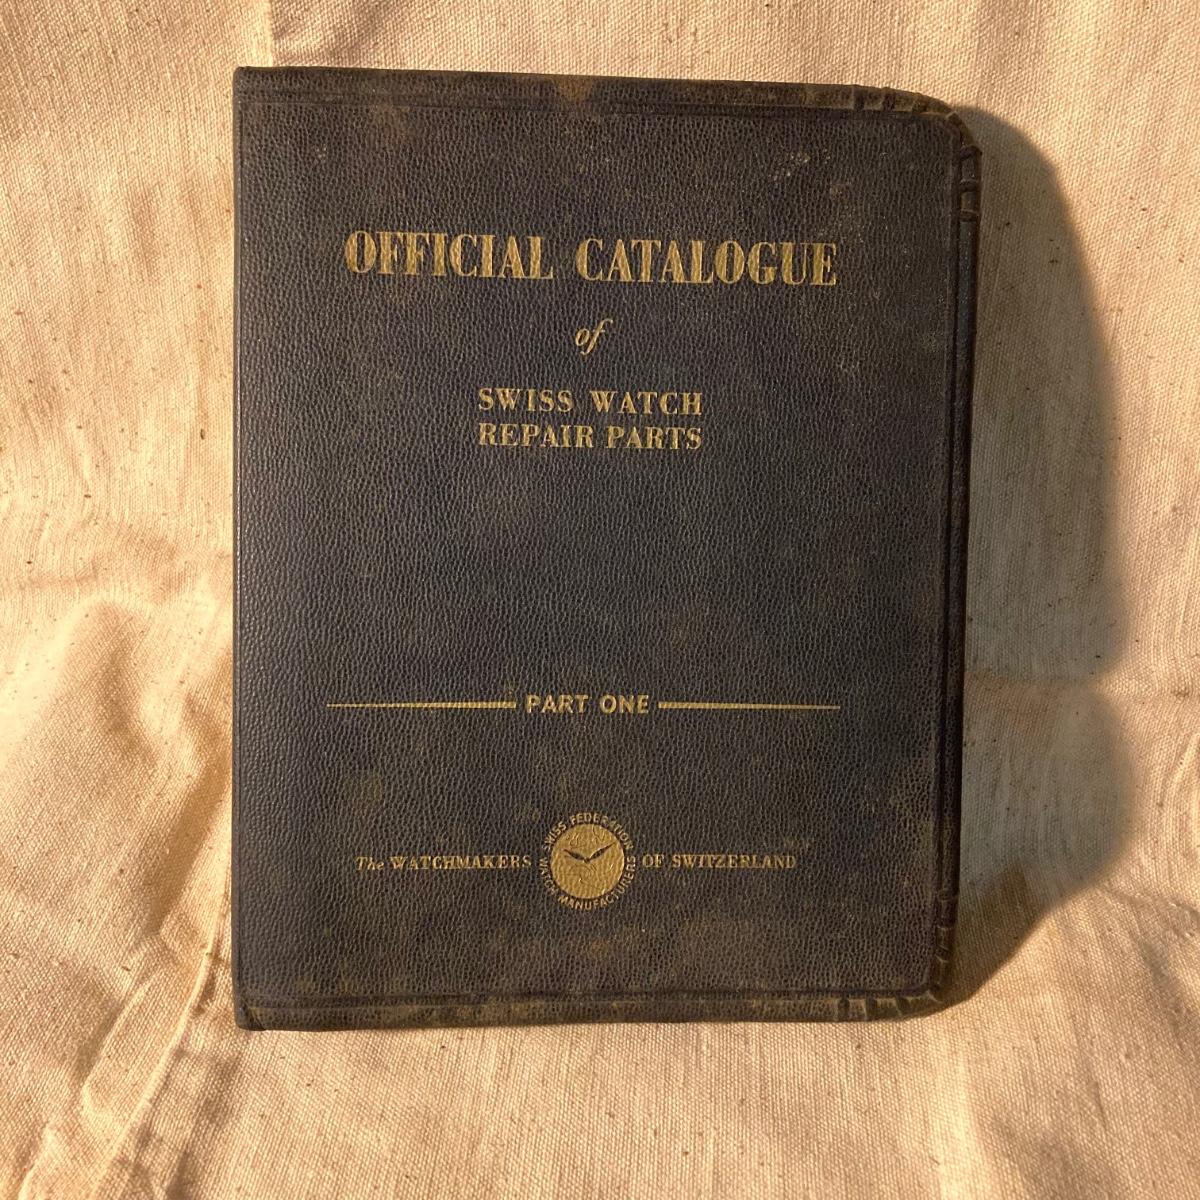 OFFICIAL CATALOGUE
of
SWISS WATCH
REPAIR PARTS
PART ONE
The WATCHMAKERS OF SWITZERLAND
SWISS FEDERATION
WATCH MANUFACTURERS